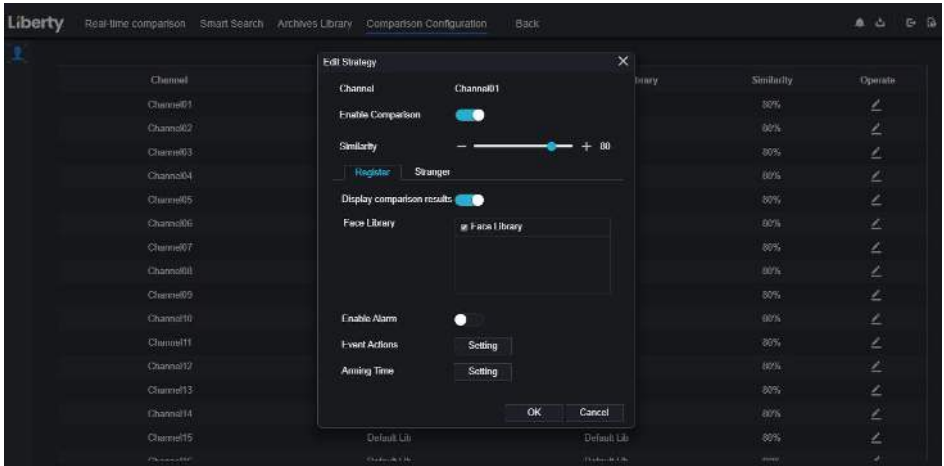 Liberty Real-time comparison Smart Search Archives Library Comparison Configuration Back
Edit Strategy
Channel Similarity Operate
Channel Channel01
Channel01 80%
Enable Comparison
Channel02 80%
Similarity 80
Channel03 80%
Register Stranger
Channel04 80%
Display comparison results
Channel05 80%
Face Library Face Library
Channel06 80%
Channel07 80%
Channel08 80%
Channel09 80%
Enable Alarm
Channel10 80%
Event Actions Setting
Channel11 80%
Arming Time Setting
Channel12 80%
Channel13 80%
OK Cancel
Channel14 80%
Channel15 Default Lib Default Lib 80%